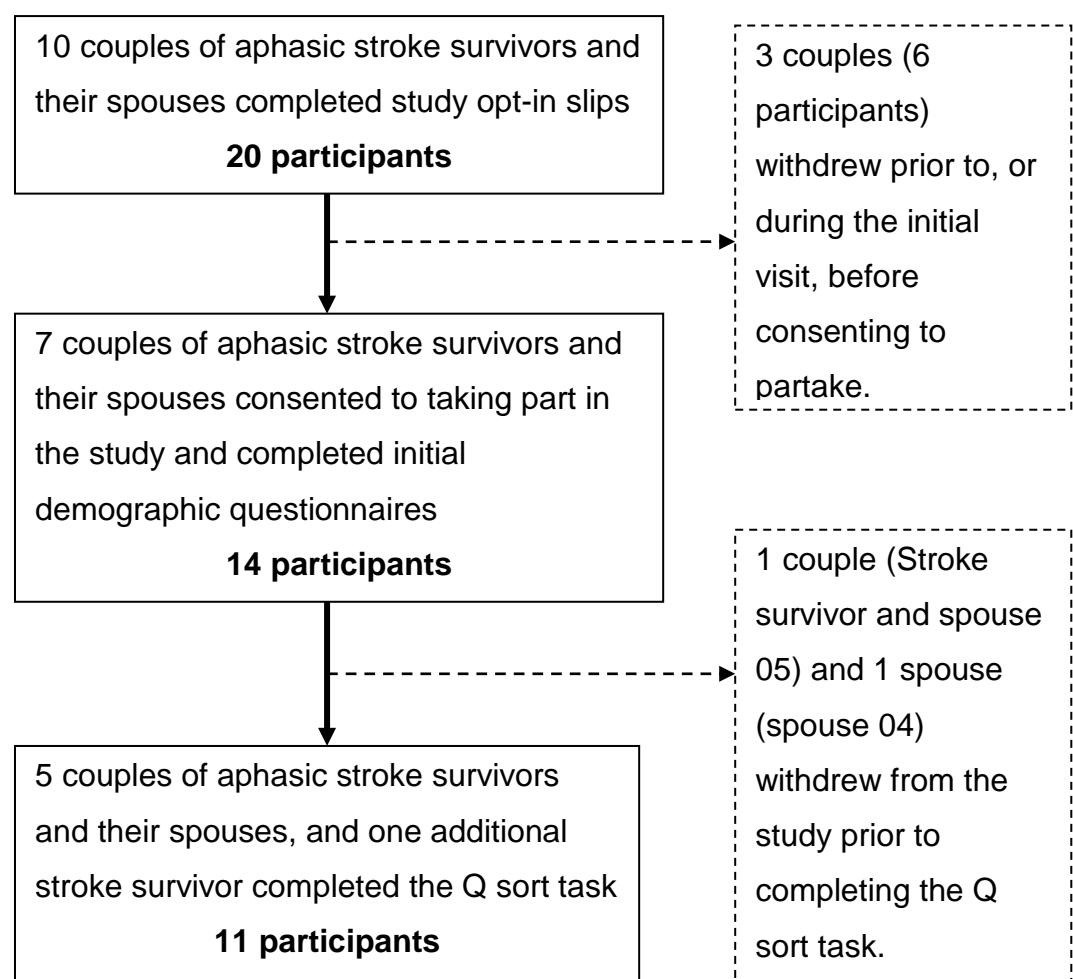 10 couples of aphasic stroke survivors and
their spouses completed study opt-in slips
20 participants
3 couples (6
participants)
withdrew prior to, or
during the initial
visit, before
consenting to
partake.
7 couples of aphasic stroke survivors and
their spouses consented to taking part in
the study and completed initial
demographic questionnaires
14 participants
1 couple (Stroke
survivor and spouse
05) and 1 spouse
(spouse 04)
withdrew from the
study prior to
completing the Q
sort task.
5 couples of aphasic stroke survivors
and their spouses, and one additional
stroke survivor completed the Q sort task
11 participants